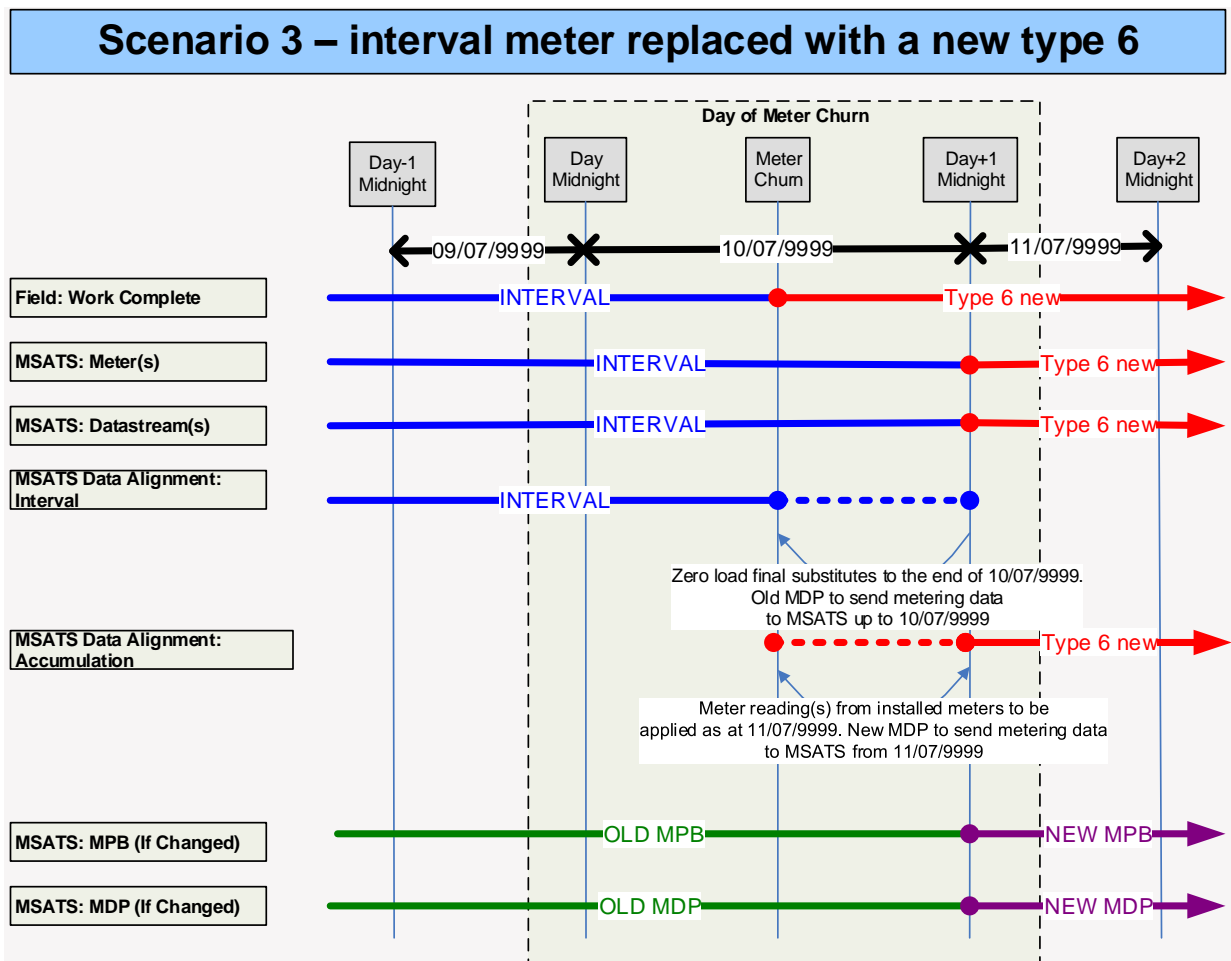 Scenario 3 – interval meter replaced with a new type 6
Day of Meter Churn
Day-1
Midnight
Day
Midnight
Meter
Churn
Day+1
Midnight
Day+2
Midnight
09/07/9999
10/07/9999
11/07/9999
Field: Work Complete
INTERVAL
Type 6 new
MSATS: Meter(s)
INTERVAL
Type 6 new
MSATS: Datastream(s)
INTERVAL
Type 6 new
MSATS Data Alignment:
Interval
INTERVAL
Zero load final substitutes to the end of 10/07/9999.
Old MDP to send metering data
to MSATS up to 10/07/9999
MSATS Data Alignment:
Accumulation
Type 6 new
Meter reading(s) from installed meters to be
applied as at 11/07/9999. New MDP to send metering data
to MSATS from 11/07/9999
MSATS: MPB (If Changed)
OLD MPB
NEW MPB
MSATS: MDP (If Changed)
OLD MDP
NEW MDP